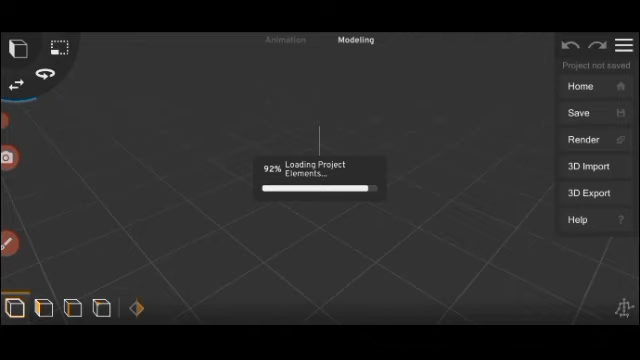 Animation Modeling
Project not saved
Home
Save
Render
3D Import
3D Export
Help ?
92% Loading Project
Elements...